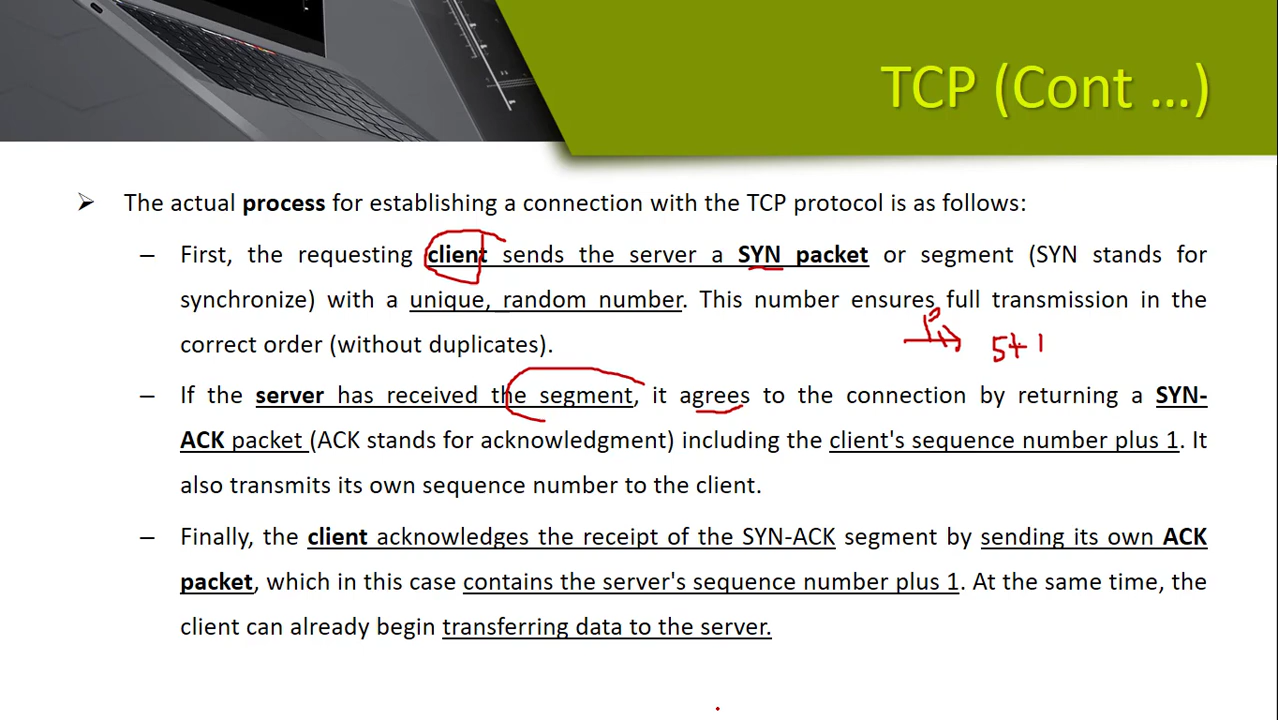 TCP (Cont ...)
➢ The actual process for establishing a connection with the TCP protocol is as follows:
– First, the requesting client sends the server a SYN packet or segment (SYN stands for
synchronize) with a unique, random number. This number ensures full transmission in the
correct order (without duplicates).
5+1
– If the server has received the segment, it agrees to the connection by returning a SYN-
ACK packet (ACK stands for acknowledgment) including the client's sequence number plus 1. It
also transmits its own sequence number to the client.
– Finally, the client acknowledges the receipt of the SYN-ACK segment by sending its own ACK
packet, which in this case contains the server's sequence number plus 1. At the same time, the
client can already begin transferring data to the server.